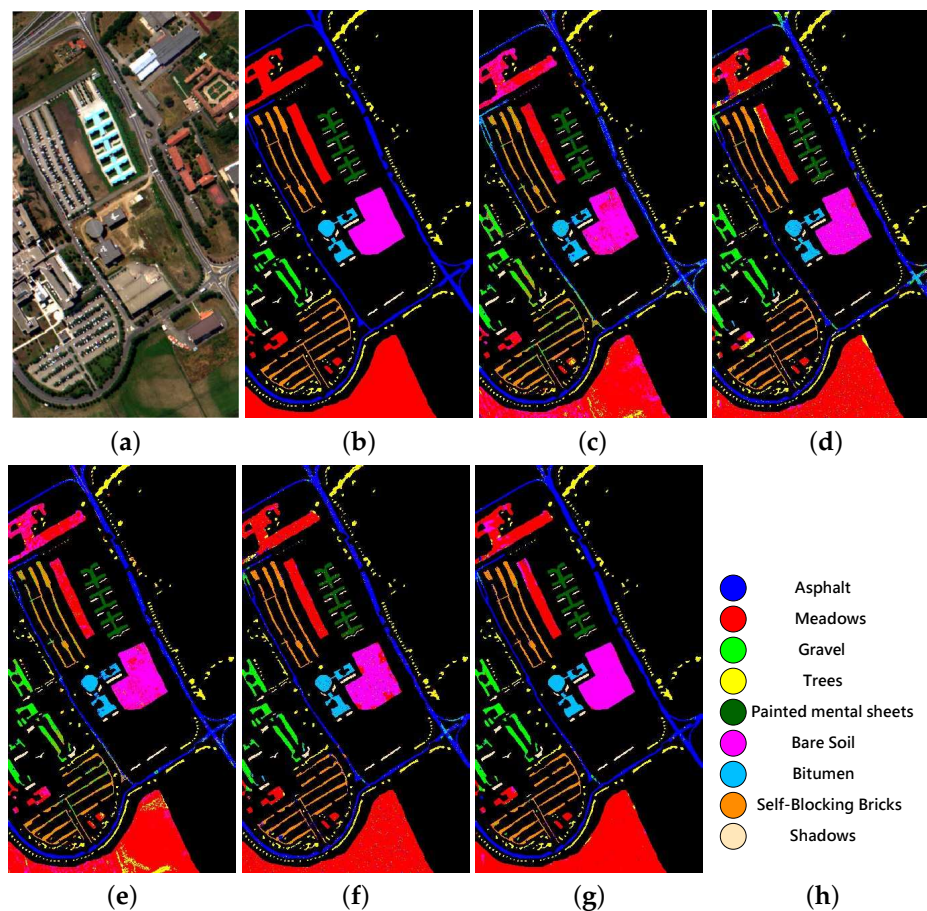 (a)
(b)
(c)
(d)
Asphalt
Meadows
Gravel
Trees
Painted mental sheets
Bare Soil
Bitumen
Self-Blocking Bricks
Shadows
(e)
(f)
(g)
(h)